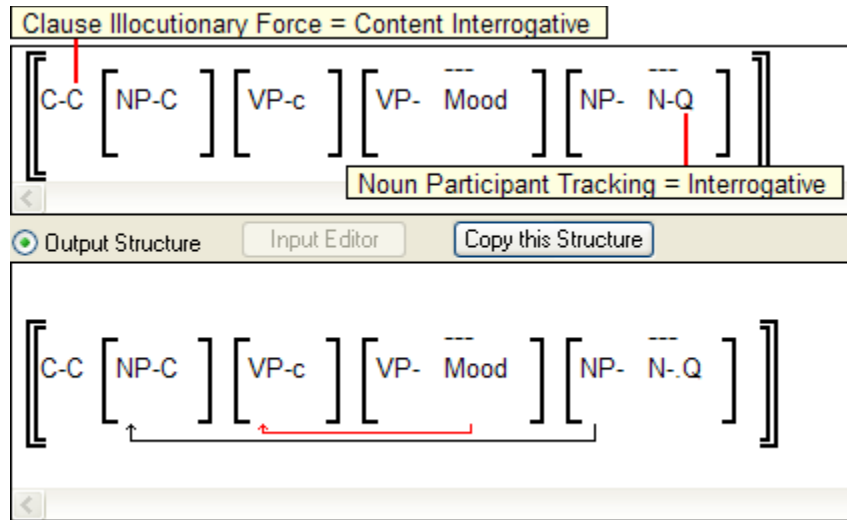 Clause Illocutionary Force = Content Interrogative
--- ---
C-C NP-C VP-c VP- Mood NP- N-Q
Noun Participant Tracking = Interrogative
Output Structure Input Editor Copy this Structure
--- ---
C-C NP-C VP-c VP- Mood NP- N-.Q